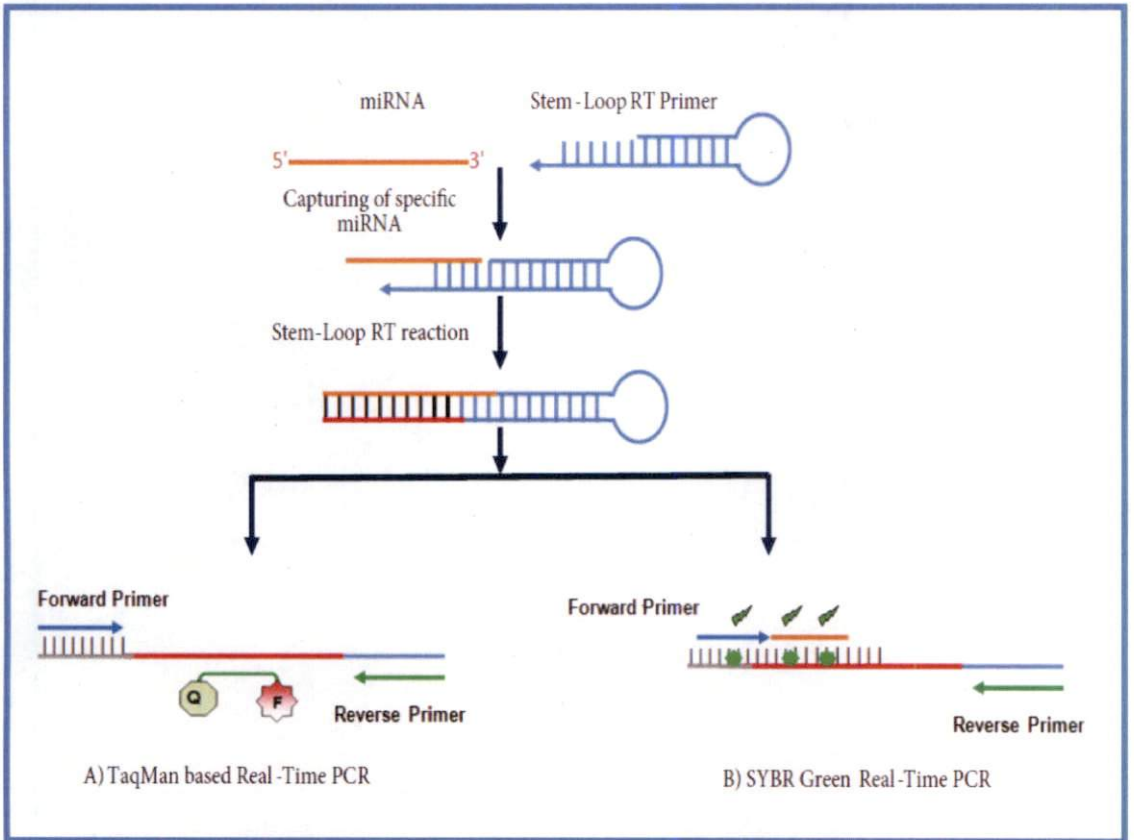 miRNA
Stem-Loop RT Primer
5'
3'
Capturing of specific
miRNA
Stem-Loop RT reaction
Forward Primer
Q
F
Reverse Primer
A) TaqMan based Real-Time PCR
Forward Primer
Reverse Primer
B) SYBR Green Real-Time PCR